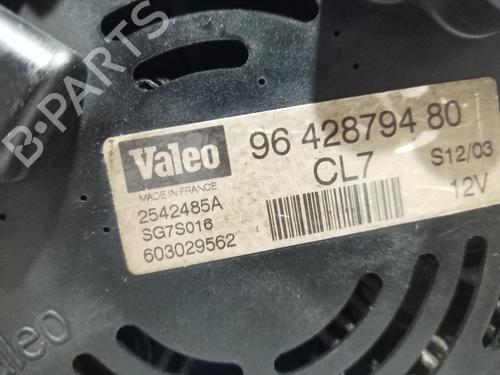 B-PARTS
Valeo
96 428794 80
CL7
S12/03
12V
MADE IN FRANCE
2542485A
SG7S016
603029562
Valeo